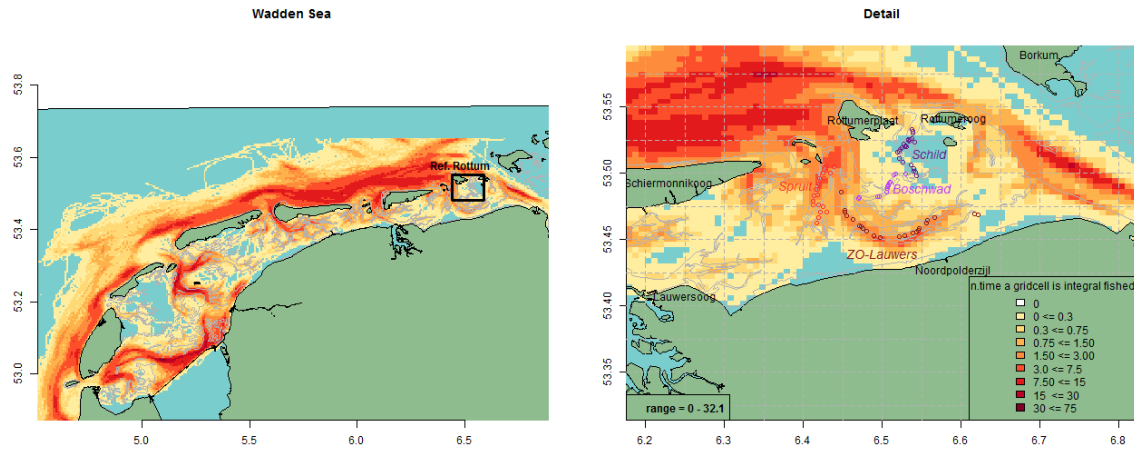 Wadden Sea
53.8
53.6
53.4
53.2
53.0
Ref. Rottum
5.0
5.5
6.0
6.5
Detail
Borkum
Rottumerplaat
Rottumeroog
Schild
Schiermonnikoog
Spruit
Boschwad
ZO-Lauwers
Noordpolderzijl
Lauwersoog
53.55
53.50
53.45
53.40
53.35
n.time a gridcell is integral fished
0
0 <= 0.3
0.3 <= 0.75
0.75 <= 1.50
1.50 <= 3.00
3.0 <= 7.5
7.50 <= 15
15 <= 30
30 <= 75
range = 0 - 32.1
6.2
6.3
6.4
6.5
6.6
6.7
6.8